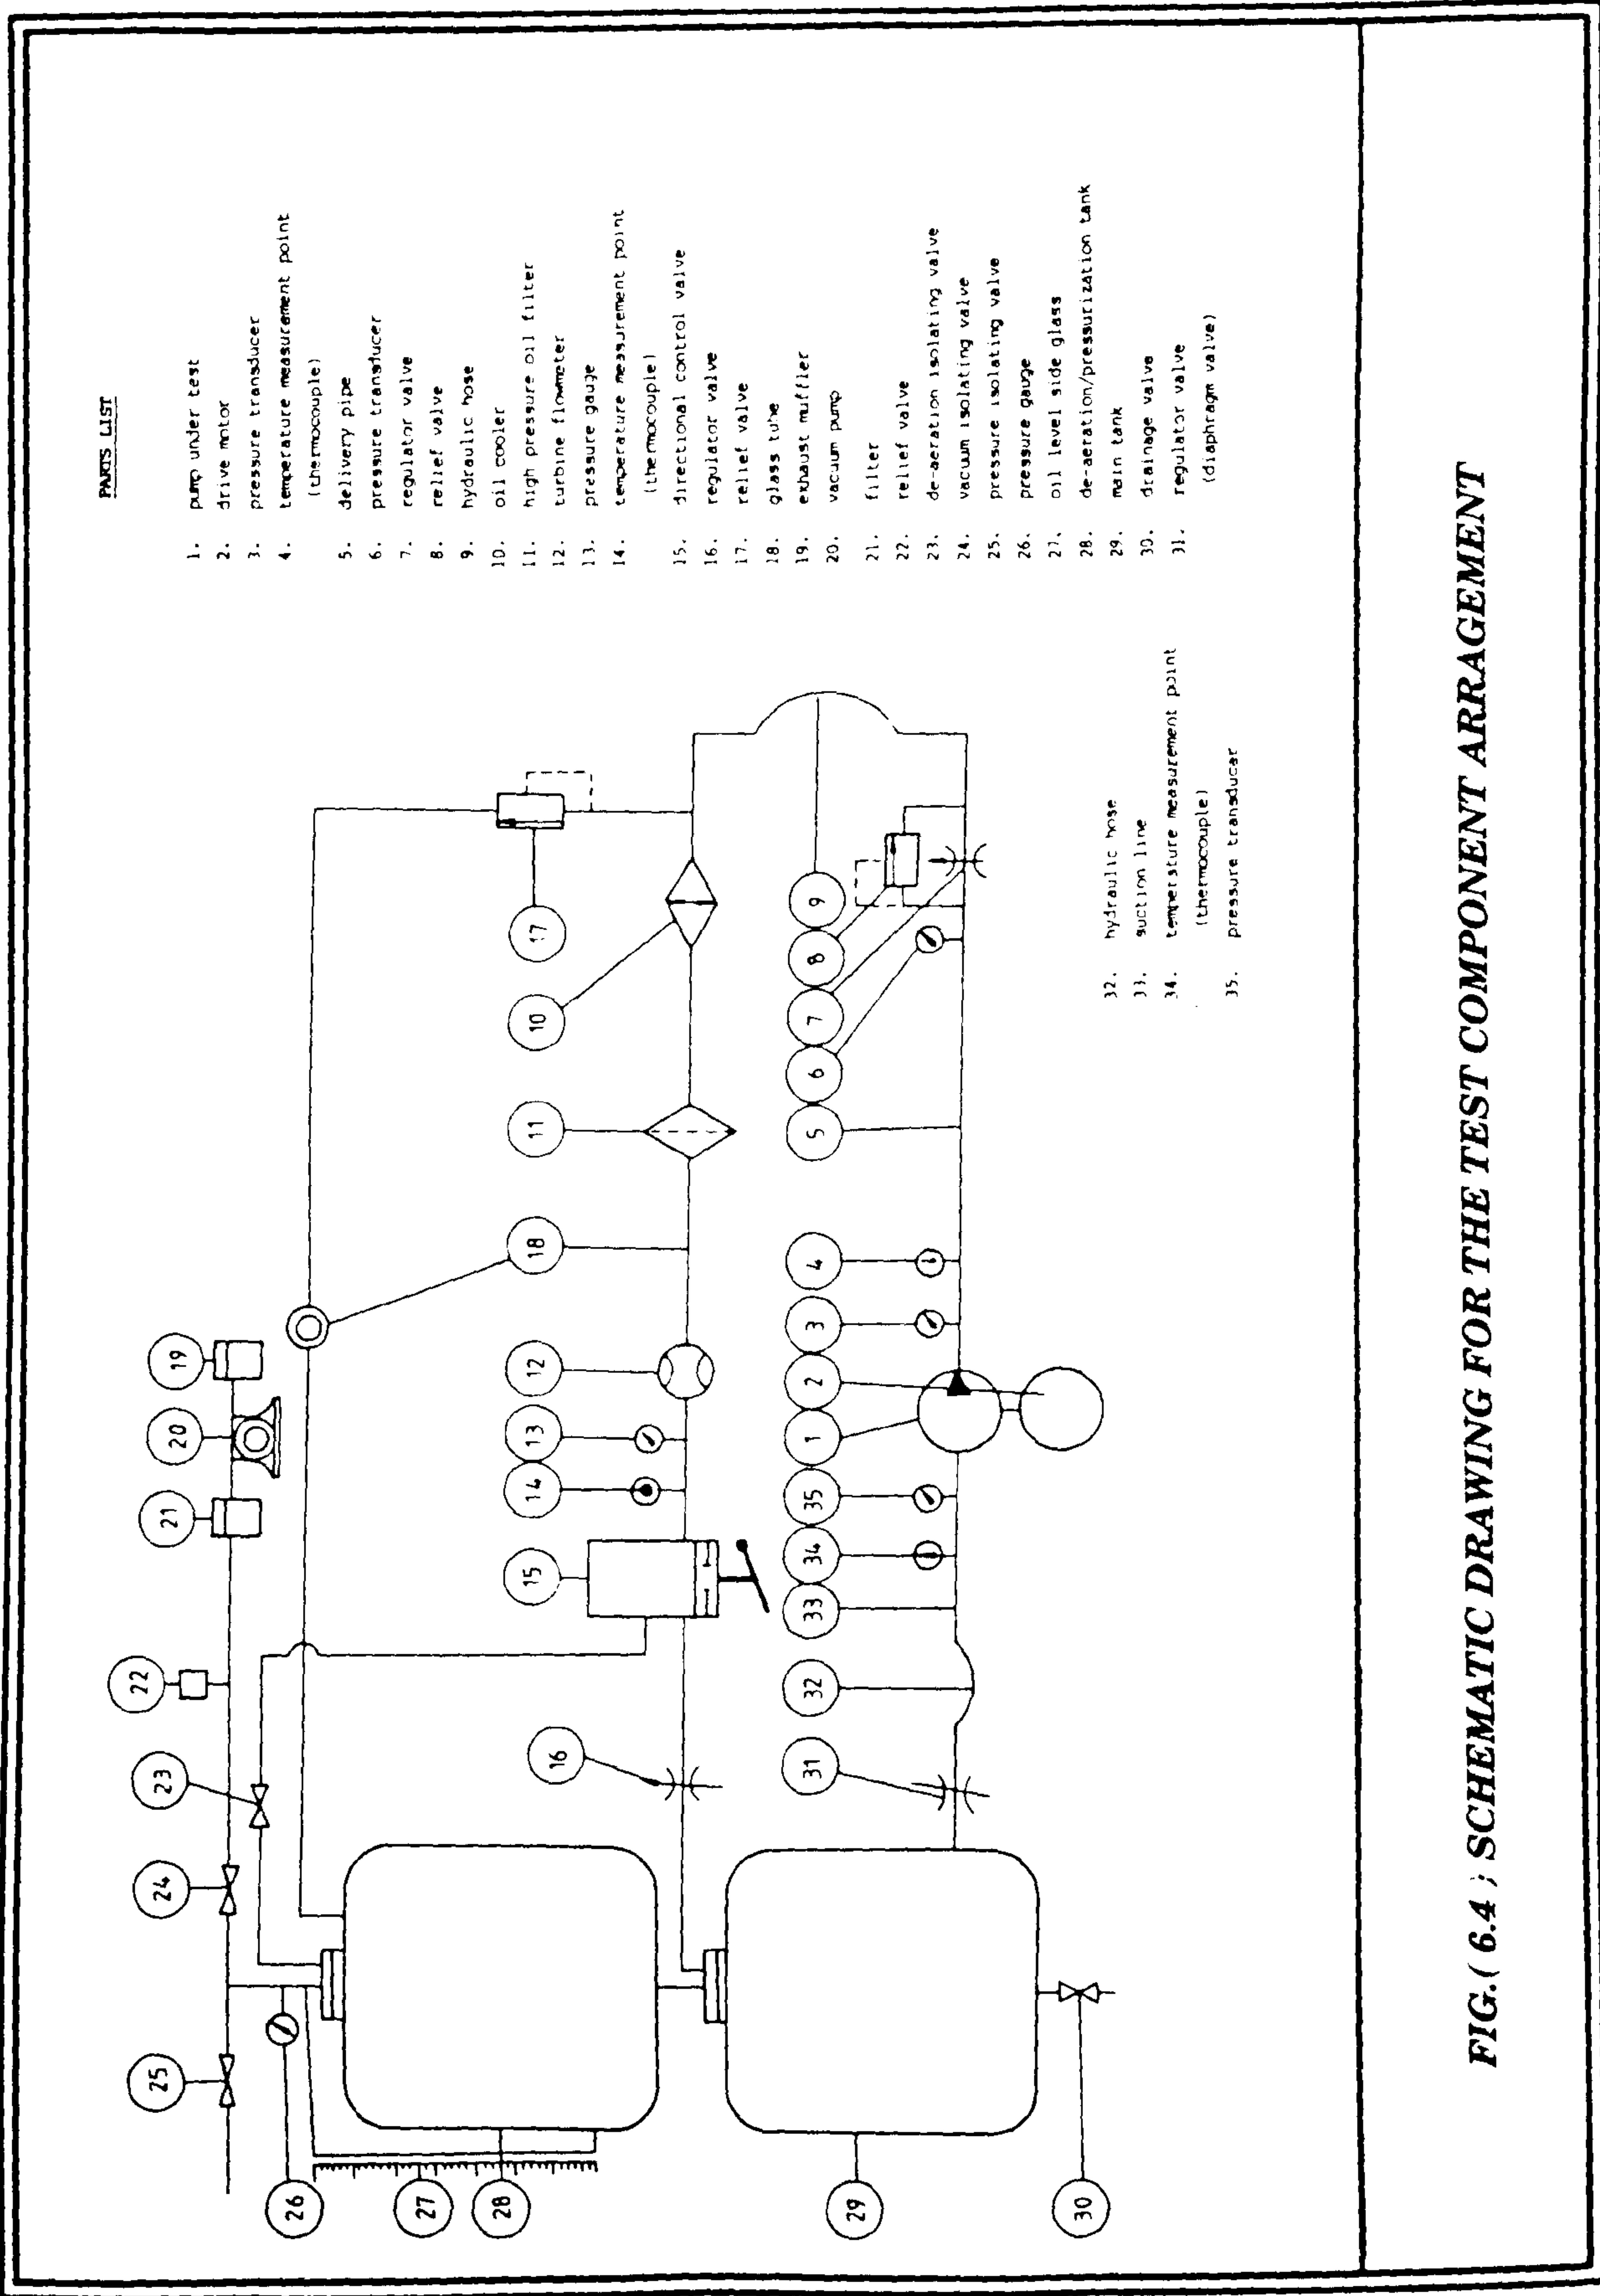 PARTS LIST
1. pump under test
2. drive motor
3. pressure transducer
4. temperature measurement point
(thermocouple)
5. delivery pipe
6. pressure transducer
7. regulator valve
8. relief valve
9. hydraulic hose
10. oil cooler
11. high pressure oil filter
12. turbine flowmeter
13. pressure gauge
14. temperature measurement point
(thermocouple)
15. directional control valve
16. regulator valve
17. relief valve
18. glass tube
19. exhaust muffler
20. vacuum pump
21. filter
22. relief valve
23. de-aeration isolating valve
24. vacuum isolating valve
25. pressure isolating valve
26. pressure gauge
27. oil level side glass
28. de-aeration/pressurization tank
29. main tank
30. drainage valve
31. regulator valve
(diaphragm valve)
32. hydraulic hose
33. suction line
34. temperature measurement point
(thermocouple)
35. pressure transducer
25
24
23
22
21
20
19
26
27
28
18
17
16
15
14
13
12
11
10
29
30
31
32
33
34
35
1
2
3
4
5
6
7
8
9
FIG.( 6.4 ) ; SCHEMATIC DRAWING FOR THE TEST COMPONENT ARRAGEMENT